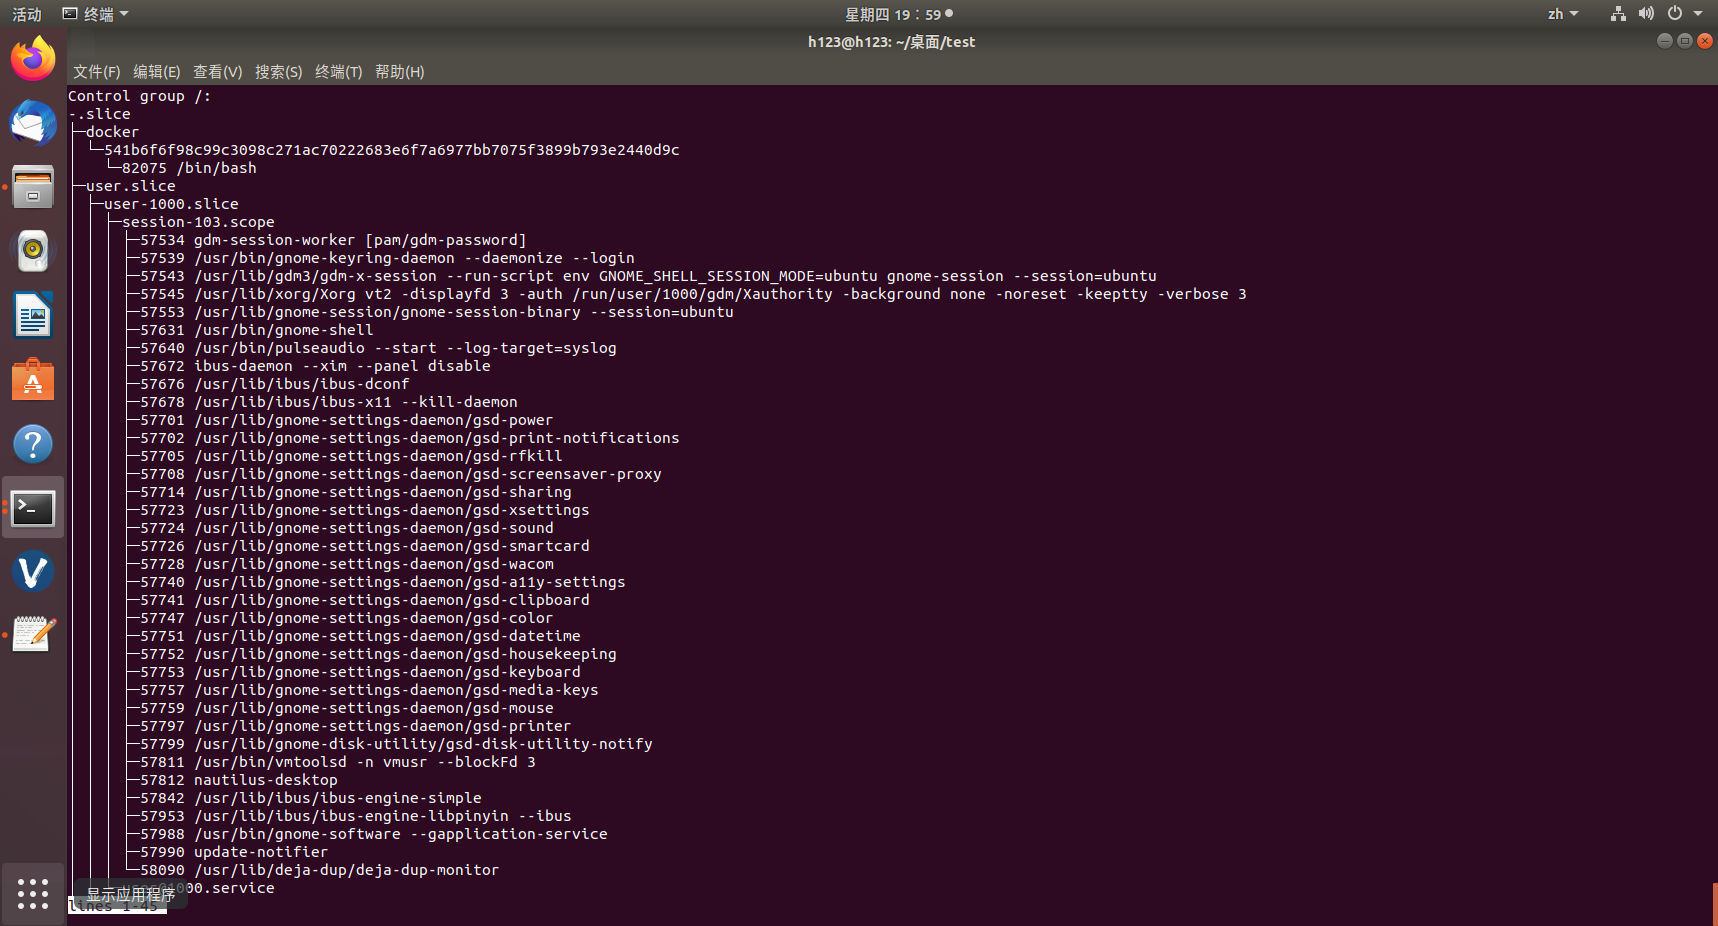 活动 终端 星期四 19：59 zh
h123@h123: ~/桌面/test
文件(F) 编辑(E) 查看(V) 搜索(S) 终端(T) 帮助(H)
Control group /:
-.slice
├─docker
│ └─541b6f6f98c99c3098c271ac70222683e6f7a6977bb7075f3899b793e2440d9c
│   └─82075 /bin/bash
├─user.slice
│ ├─user-1000.slice
│ │ ├─session-103.scope
│ │ │ ├─57534 gdm-session-worker [pam/gdm-password]
│ │ │ ├─57539 /usr/bin/gnome-keyring-daemon --daemonize --login
│ │ │ ├─57543 /usr/lib/gdm3/gdm-x-session --run-script env GNOME_SHELL_SESSION_MODE=ubuntu gnome-session --session=ubuntu
│ │ │ ├─57545 /usr/lib/xorg/Xorg vt2 -displayfd 3 -auth /run/user/1000/gdm/Xauthority -background none -noreset -keeptty -verbose 3
│ │ │ ├─57553 /usr/lib/gnome-session/gnome-session-binary --session=ubuntu
│ │ │ ├─57631 /usr/bin/gnome-shell
│ │ │ ├─57640 /usr/bin/pulseaudio --start --log-target=syslog
│ │ │ ├─57672 ibus-daemon --xim --panel disable
│ │ │ ├─57676 /usr/lib/ibus/ibus-dconf
│ │ │ ├─57678 /usr/lib/ibus/ibus-x11 --kill-daemon
│ │ │ ├─57701 /usr/lib/gnome-settings-daemon/gsd-power
│ │ │ ├─57702 /usr/lib/gnome-settings-daemon/gsd-print-notifications
│ │ │ ├─57705 /usr/lib/gnome-settings-daemon/gsd-rfkill
│ │ │ ├─57708 /usr/lib/gnome-settings-daemon/gsd-screensaver-proxy
│ │ │ ├─57714 /usr/lib/gnome-settings-daemon/gsd-sharing
│ │ │ ├─57723 /usr/lib/gnome-settings-daemon/gsd-xsettings
│ │ │ ├─57724 /usr/lib/gnome-settings-daemon/gsd-sound
│ │ │ ├─57726 /usr/lib/gnome-settings-daemon/gsd-smartcard
│ │ │ ├─57728 /usr/lib/gnome-settings-daemon/gsd-wacom
│ │ │ ├─57740 /usr/lib/gnome-settings-daemon/gsd-a11y-settings
│ │ │ ├─57741 /usr/lib/gnome-settings-daemon/gsd-clipboard
│ │ │ ├─57747 /usr/lib/gnome-settings-daemon/gsd-color
│ │ │ ├─57751 /usr/lib/gnome-settings-daemon/gsd-datetime
│ │ │ ├─57752 /usr/lib/gnome-settings-daemon/gsd-housekeeping
│ │ │ ├─57753 /usr/lib/gnome-settings-daemon/gsd-keyboard
│ │ │ ├─57757 /usr/lib/gnome-settings-daemon/gsd-media-keys
│ │ │ ├─57759 /usr/lib/gnome-settings-daemon/gsd-mouse
│ │ │ ├─57797 /usr/lib/gnome-settings-daemon/gsd-printer
│ │ │ ├─57799 /usr/lib/gnome-disk-utility/gsd-disk-utility-notify
│ │ │ ├─57811 /usr/bin/vmtoolsd -n vmusr --blockFd 3
│ │ │ ├─57812 nautilus-desktop
│ │ │ ├─57842 /usr/lib/ibus/ibus-engine-simple
│ │ │ ├─57953 /usr/lib/ibus/ibus-engine-libpinyin --ibus
│ │ │ ├─57988 /usr/bin/gnome-software --gapplication-service
│ │ │ ├─57990 update-notifier
│ │ │ └─58090 /usr/lib/deja-dup/deja-dup-monitor
user@1000.service
显示应用程序
lines 1-45